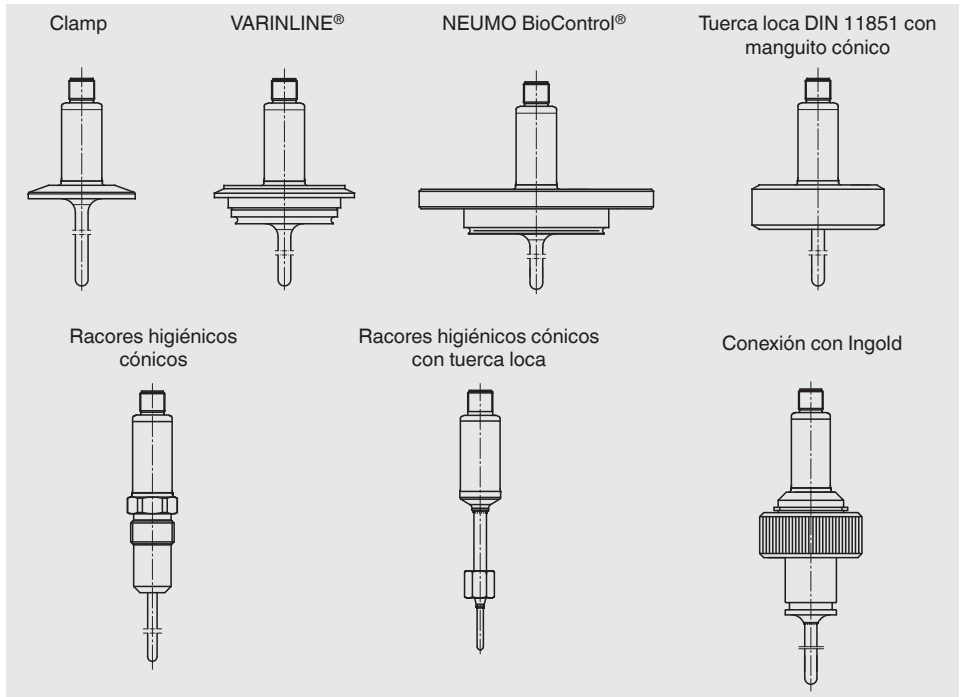 Clamp
VARINLINE®
NEUMO BioControl®
Tuerca loca DIN 11851 con
manguito cónico
Racores higiénicos
cónicos
Racores higiénicos cónicos
con tuerca loca
Conexión con Ingold